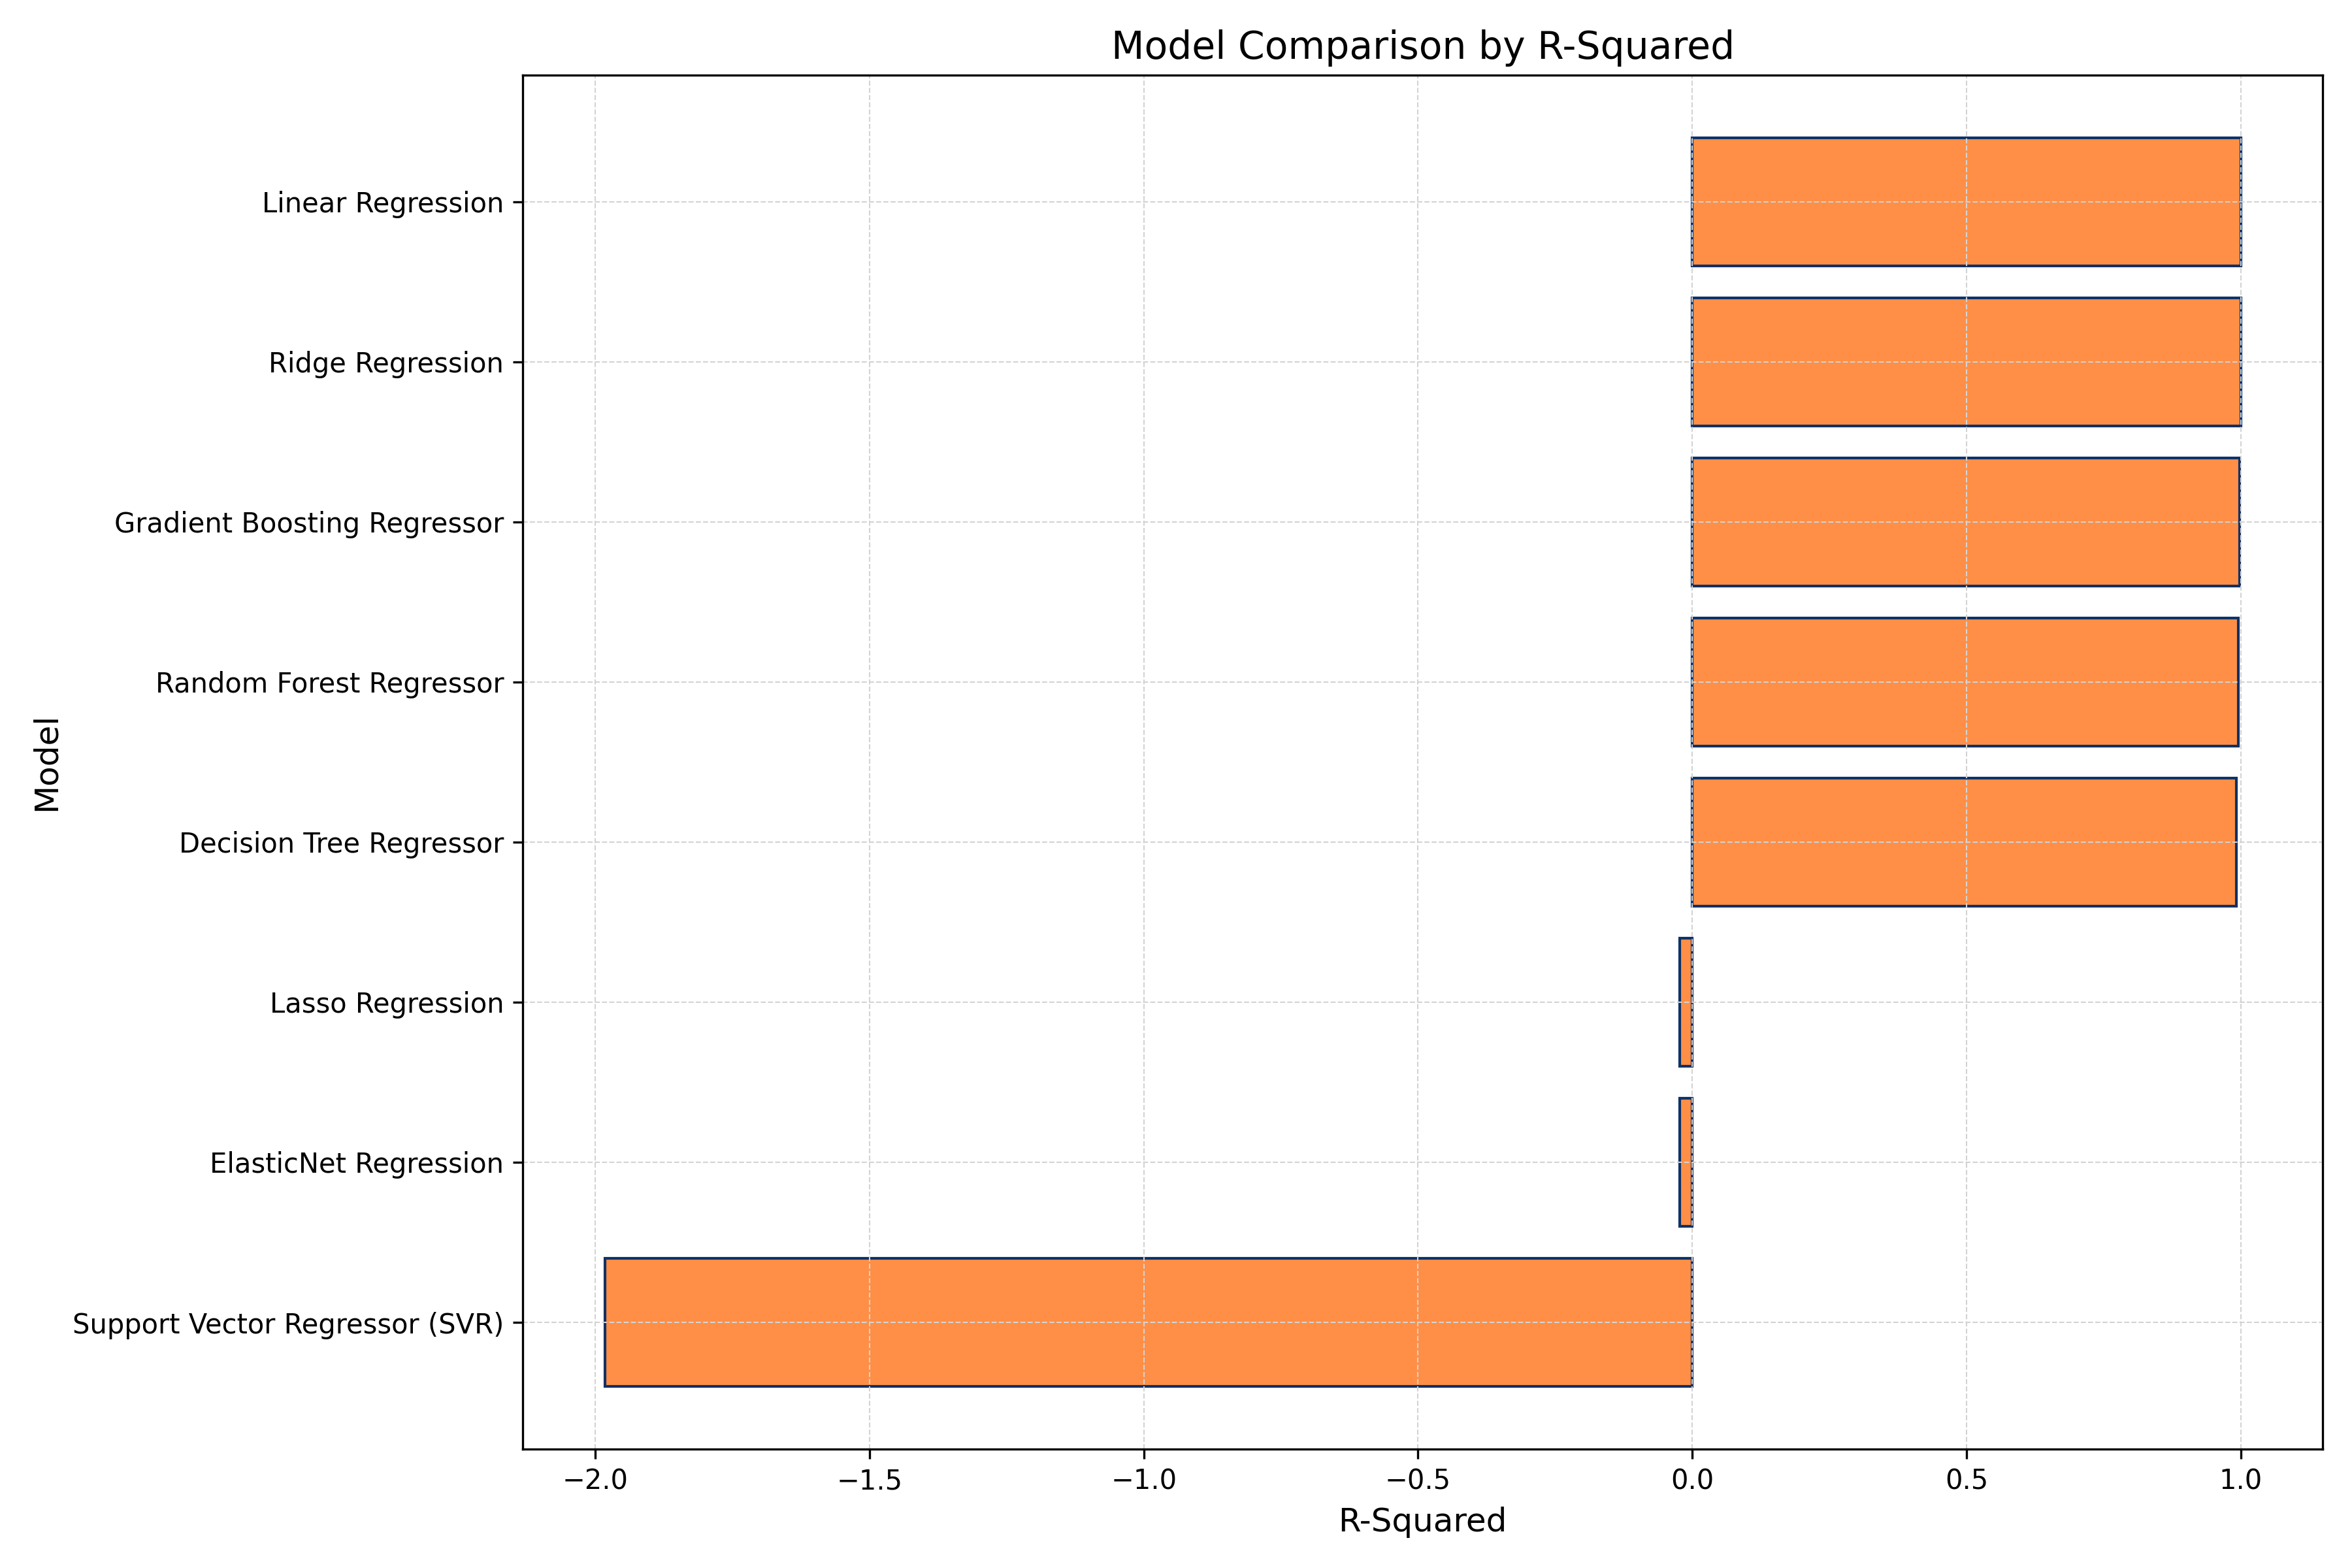 Model Comparison by R-Squared
Model
Linear Regression
Ridge Regression
Gradient Boosting Regressor
Random Forest Regressor
Decision Tree Regressor
Lasso Regression
ElasticNet Regression
Support Vector Regressor (SVR)
−2.0 −1.5 −1.0 −0.5 0.0 0.5 1.0
R-Squared